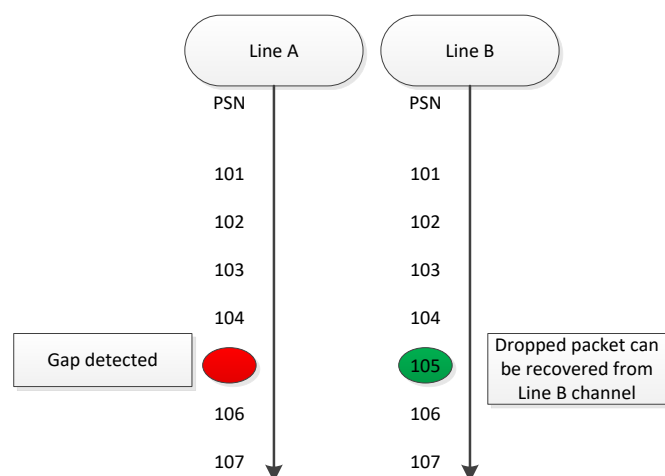 Line A
Line B
PSN
PSN
101
101
102
102
103
103
104
104
Gap detected
105
Dropped packet can
be recovered from
Line B channel
106
106
107
107